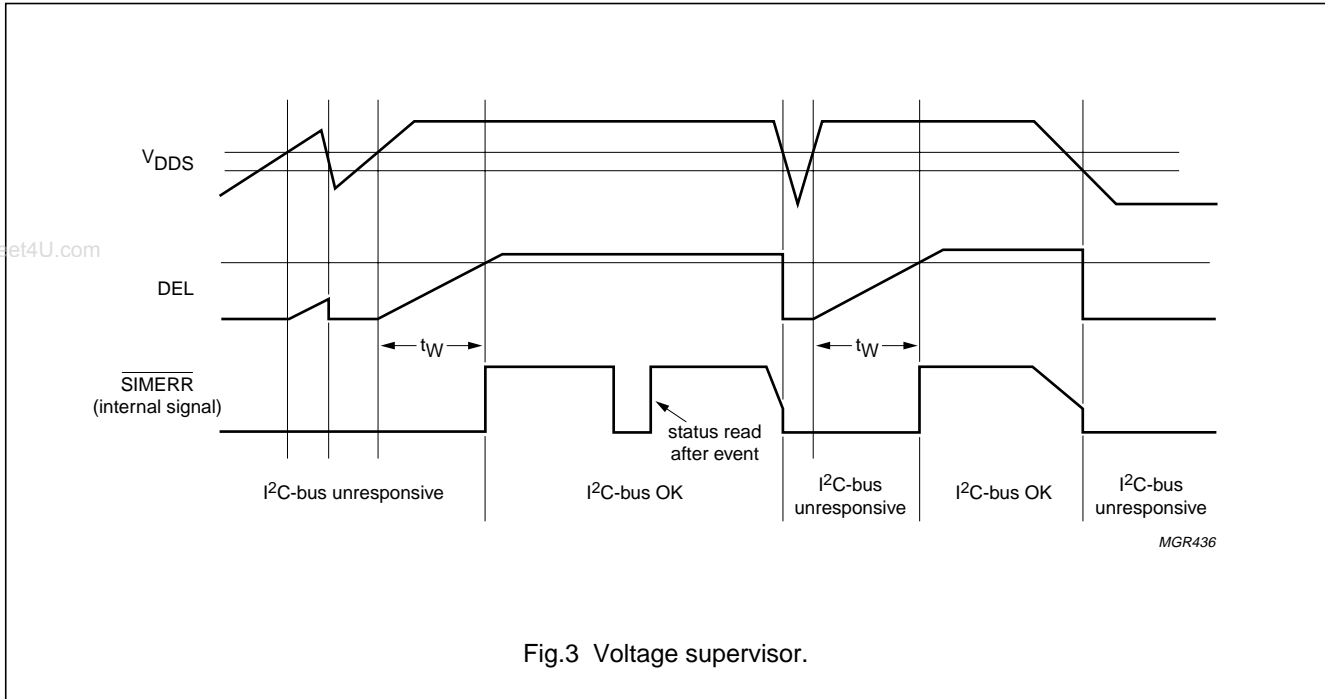 VDDS
eet4U.com
DEL
tW
tW
SIMERR
(internal signal)
status read
after event
I2C-bus unresponsive
I2C-bus OK
I2C-bus
unresponsive
I2C-bus OK
I2C-bus
unresponsive
MGR436
Fig.3 Voltage supervisor.